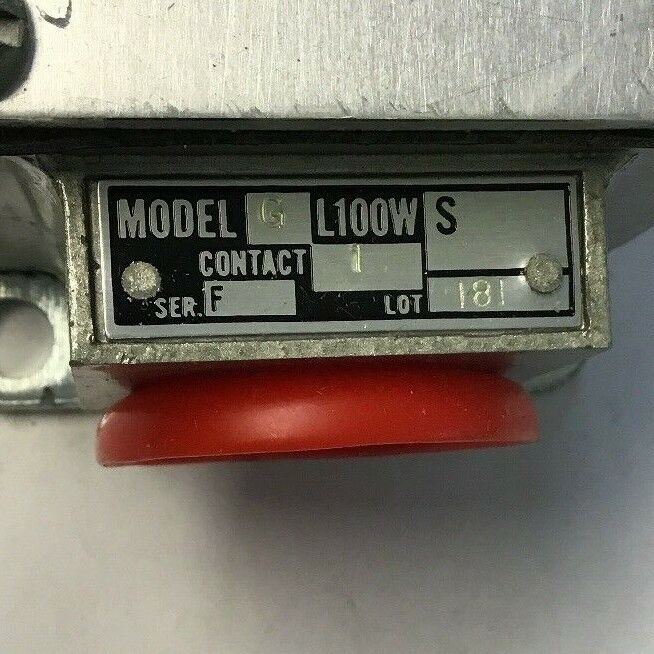 MODEL G L100W S
CONTACT 1
SER. F LOT 181